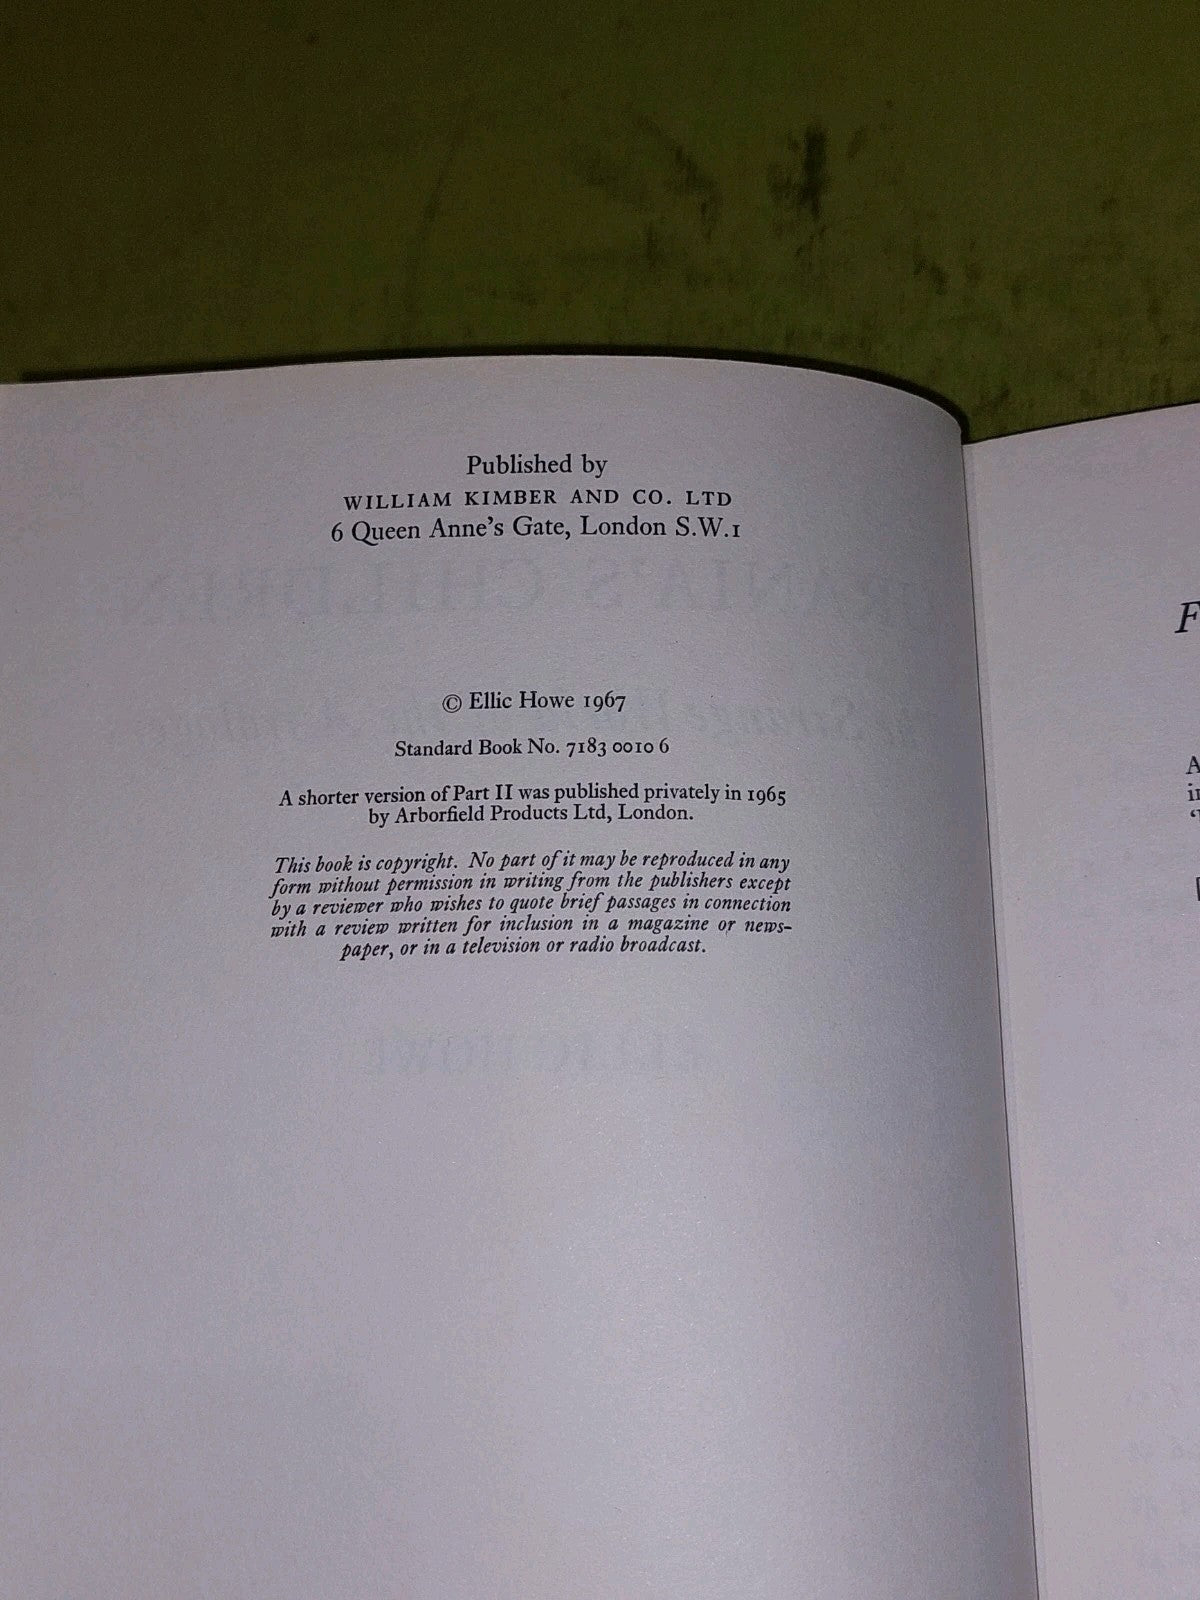 Published by
WILLIAM KIMBER AND CO. LTD
6 Queen Anne's Gate, London S.W.1
© Ellic Howe 1967
Standard Book No. 7183 0010 6
A shorter version of Part II was published privately in 1965
by Arborfield Products Ltd, London.
This book is copyright. No part of it may be reproduced in any
form without permission in writing from the publishers except
by a reviewer who wishes to quote brief passages in connection
with a review written for inclusion in a magazine or news-
paper, or in a television or radio broadcast.
F
A